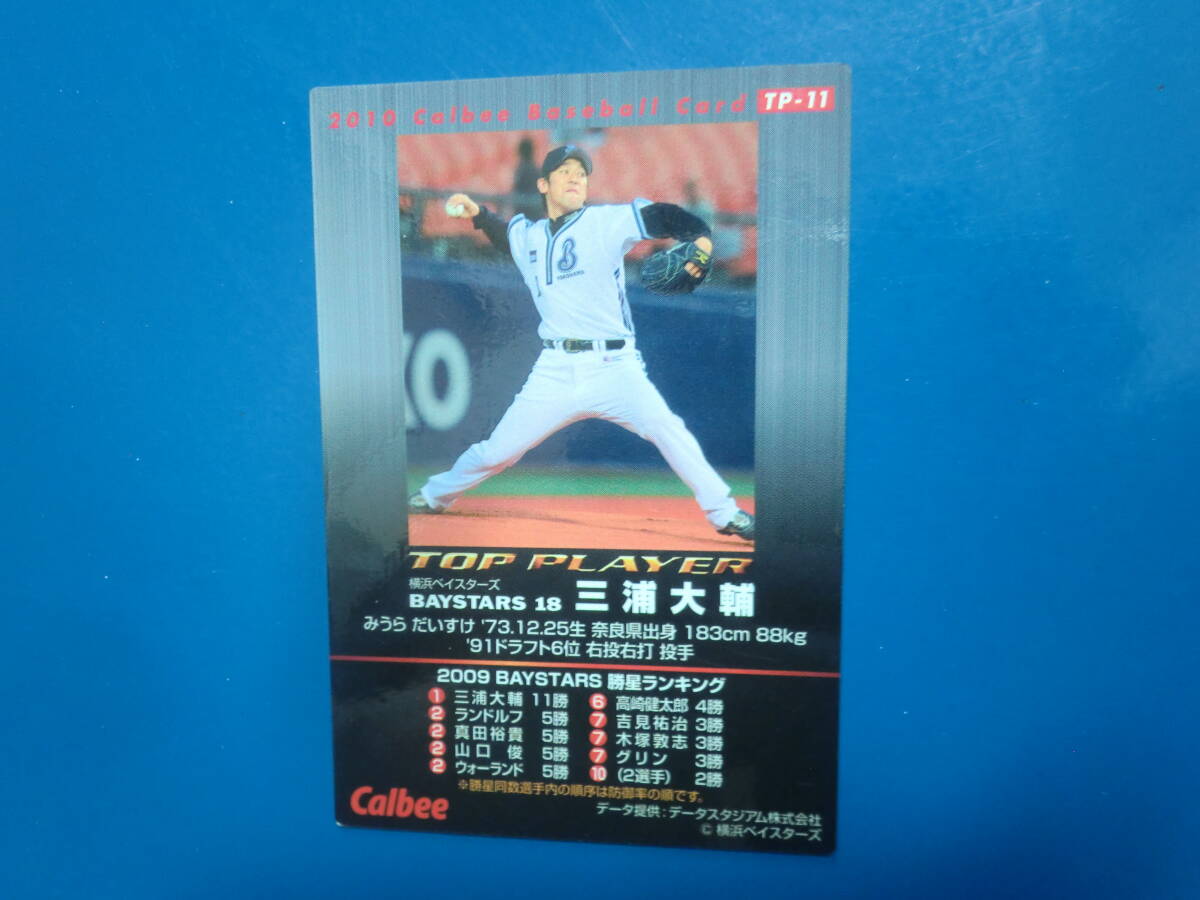 2010 Calbee Baseball Card TP-11
B
YOKOHAMA
KO
TOP PLAYER
横浜ベイスターズ
BAYSTARS 18 三浦大輔
みうら だいすけ '73.12.25生 奈良県出身 183cm 88kg
'91ドラフト6位 右投右打 投手
2009 BAYSTARS 勝星ランキング
1 三浦大輔 11勝
2 ランドルフ 5勝
2 真田裕貴 5勝
2 山口 俊 5勝
2 ウォーランド 5勝
6 高崎健太郎 4勝
7 吉見祐治 3勝
7 木塚敦志 3勝
7 グリン 3勝
10 (2選手) 2勝
※勝星同数選手内の順序は防御率の順です。
Calbee
データ提供:データスタジアム株式会社
© 横浜ベイスターズ